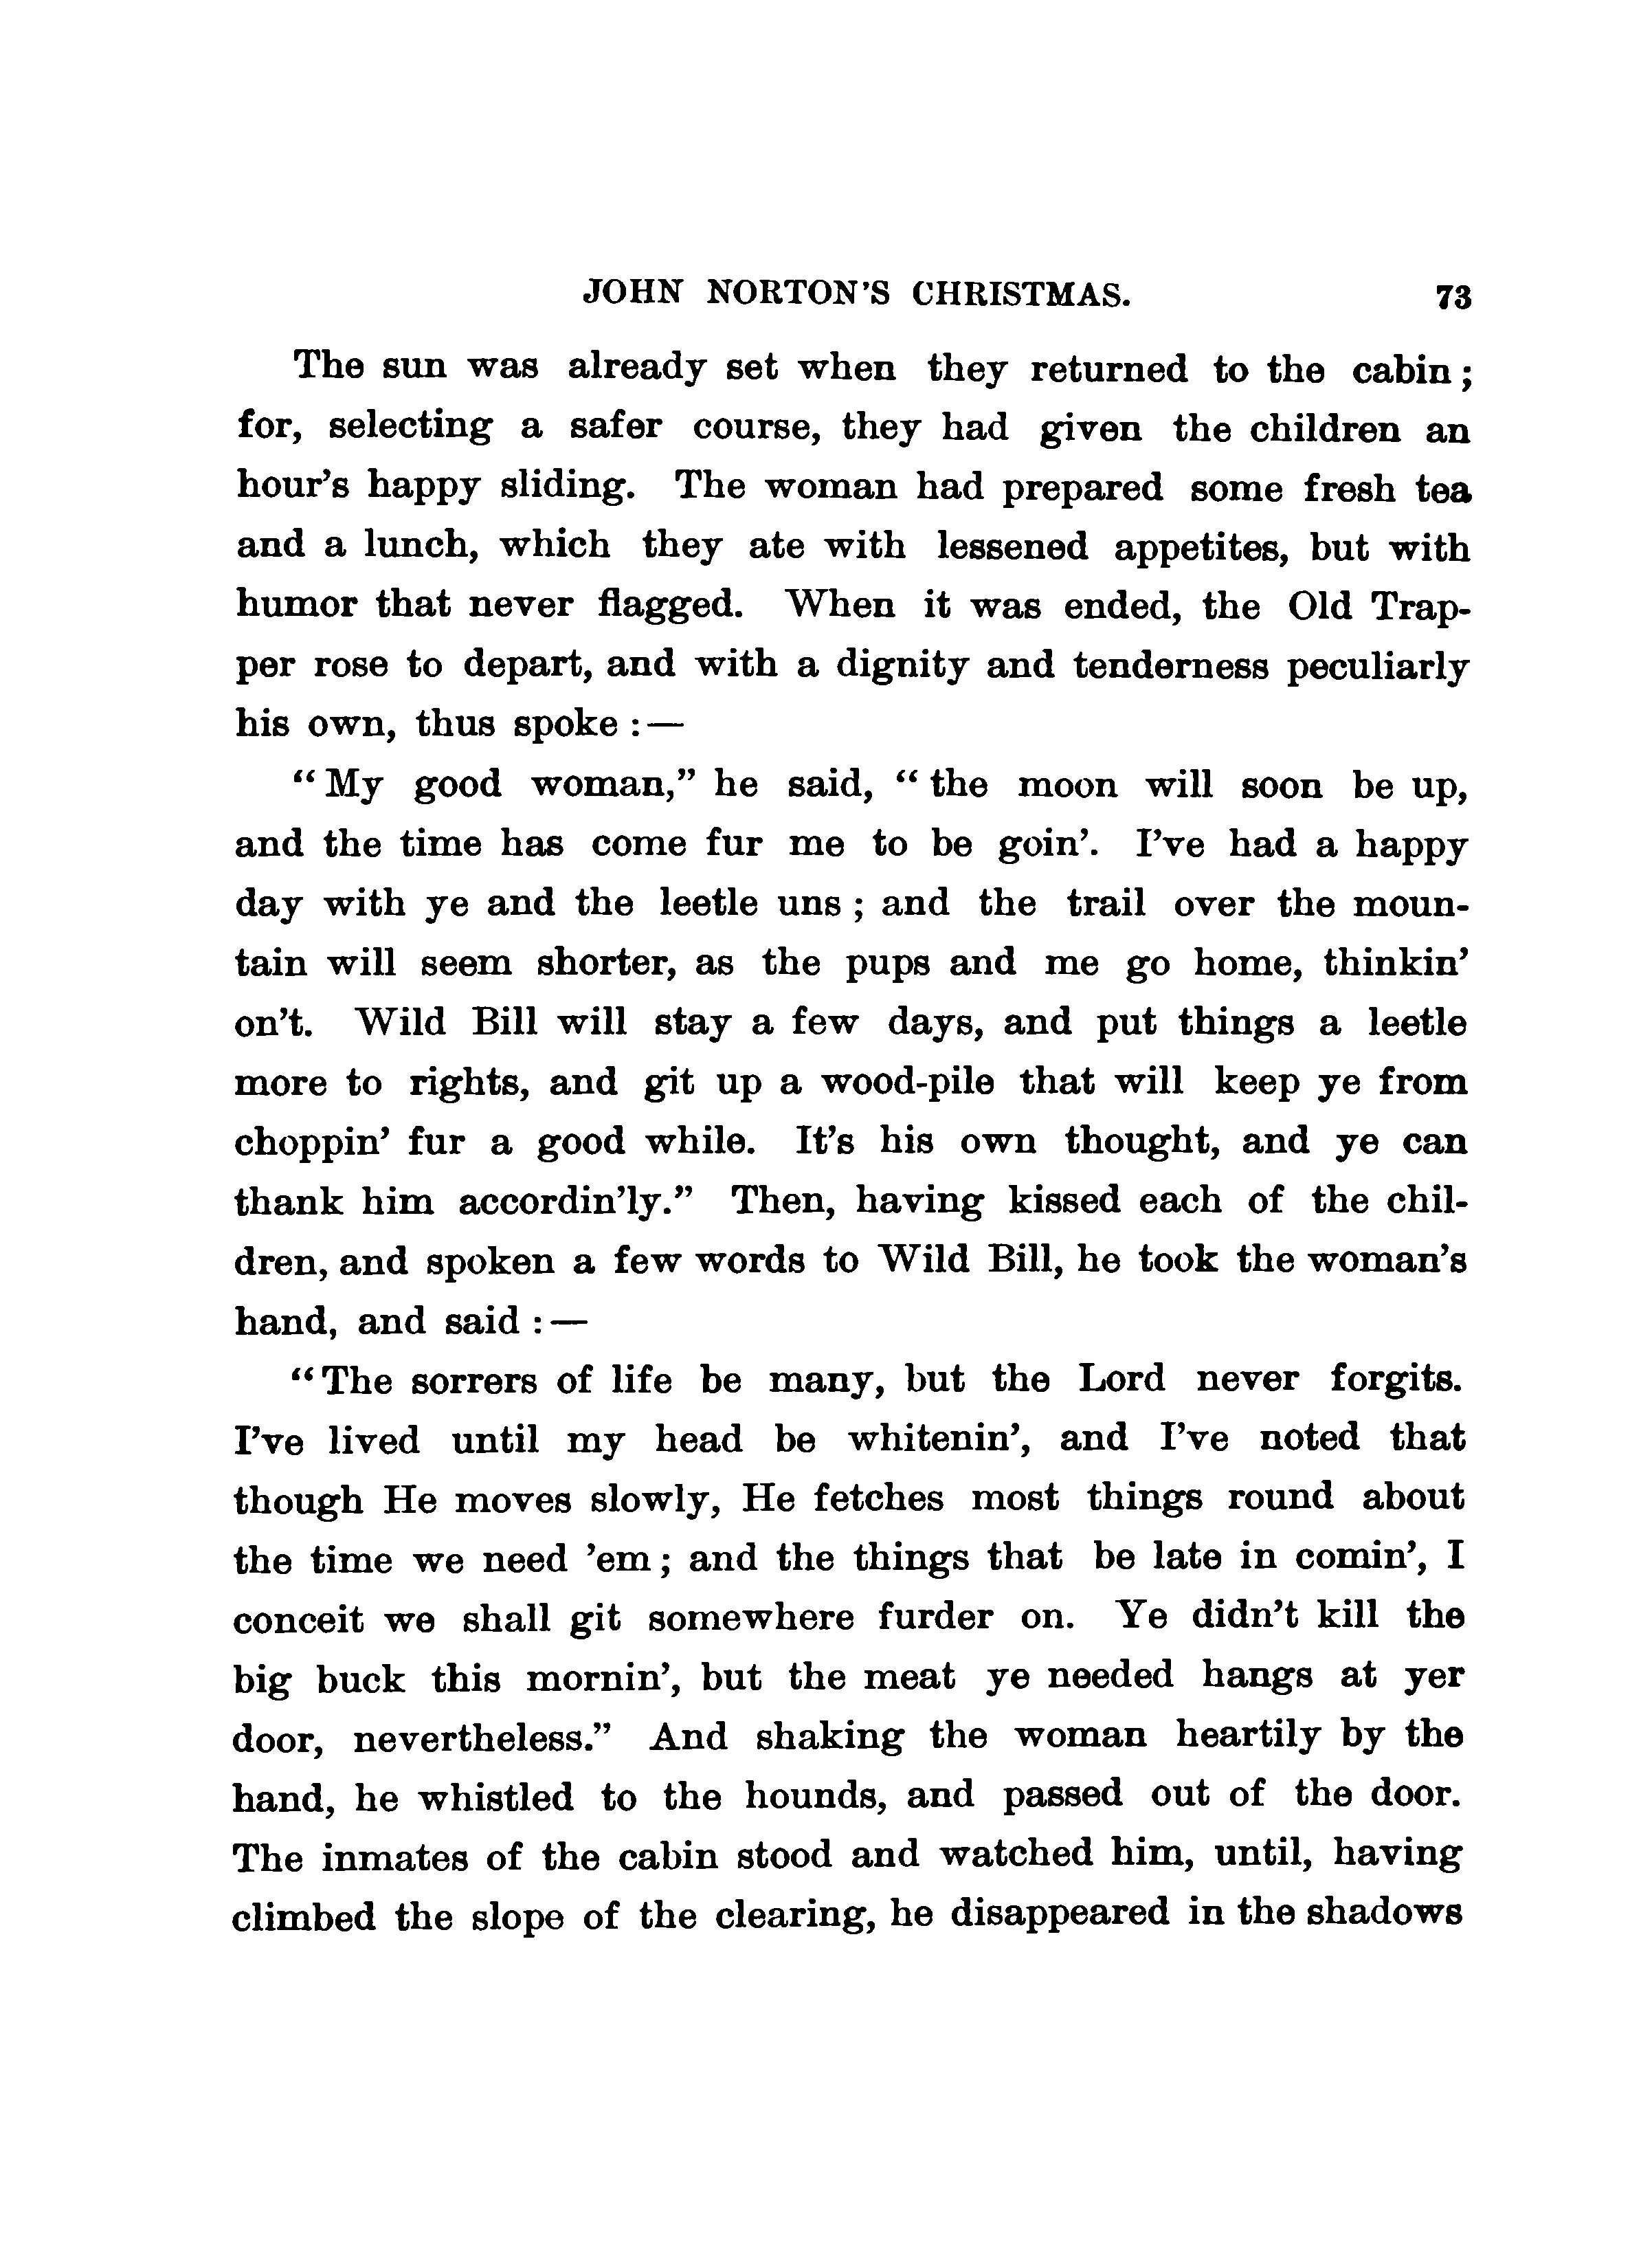 JOHN NORTON'S CHRISTMAS. 73
The sun was already set when they returned to the cabin;
for, selecting a safer course, they had given the children an
hour's happy sliding. The woman had prepared some fresh tea
and a lunch, which they ate with lessened appetites, but with
humor that never flagged. When it was ended, the Old Trap-
per rose to depart, and with a dignity and tenderness peculiarly
his own, thus spoke:—
"My good woman," he said, "the moon will soon be up,
and the time has come fur me to be goin'. I've had a happy
day with ye and the leetle uns; and the trail over the moun-
tain will seem shorter, as the pups and me go home, thinkin'
on't. Wild Bill will stay a few days, and put things a leetle
more to rights, and git up a wood-pile that will keep ye from
choppin' fur a good while. It's his own thought, and ye can
thank him accordin'ly." Then, having kissed each of the chil-
dren, and spoken a few words to Wild Bill, he took the woman's
hand, and said:—
"The sorrers of life be many, but the Lord never forgits.
I've lived until my head be whitenin', and I've noted that
though He moves slowly, He fetches most things round about
the time we need 'em; and the things that be late in comin', I
conceit we shall git somewhere furder on. Ye didn't kill the
big buck this mornin', but the meat ye needed hangs at yer
door, nevertheless." And shaking the woman heartily by the
hand, he whistled to the hounds, and passed out of the door.
The inmates of the cabin stood and watched him, until, having
climbed the slope of the clearing, he disappeared in the shadows